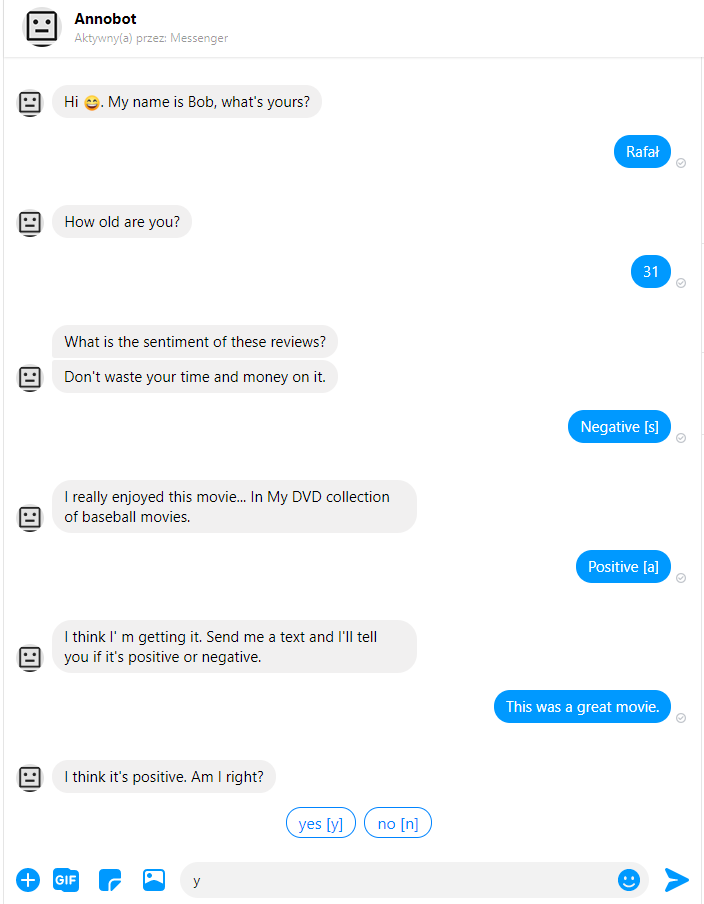 Annobot
Aktywny(a) przez: Messenger
Hi 😄. My name is Bob, what's yours?
Rafał
How old are you?
31
What is the sentiment of these reviews?
Don't waste your time and money on it.
Negative [s]
I really enjoyed this movie... In My DVD collection
of baseball movies.
Positive [a]
I think I' m getting it. Send me a text and I'll tell
you if it's positive or negative.
This was a great movie.
I think it's positive. Am I right?
yes [y]
no [n]
GIF
y